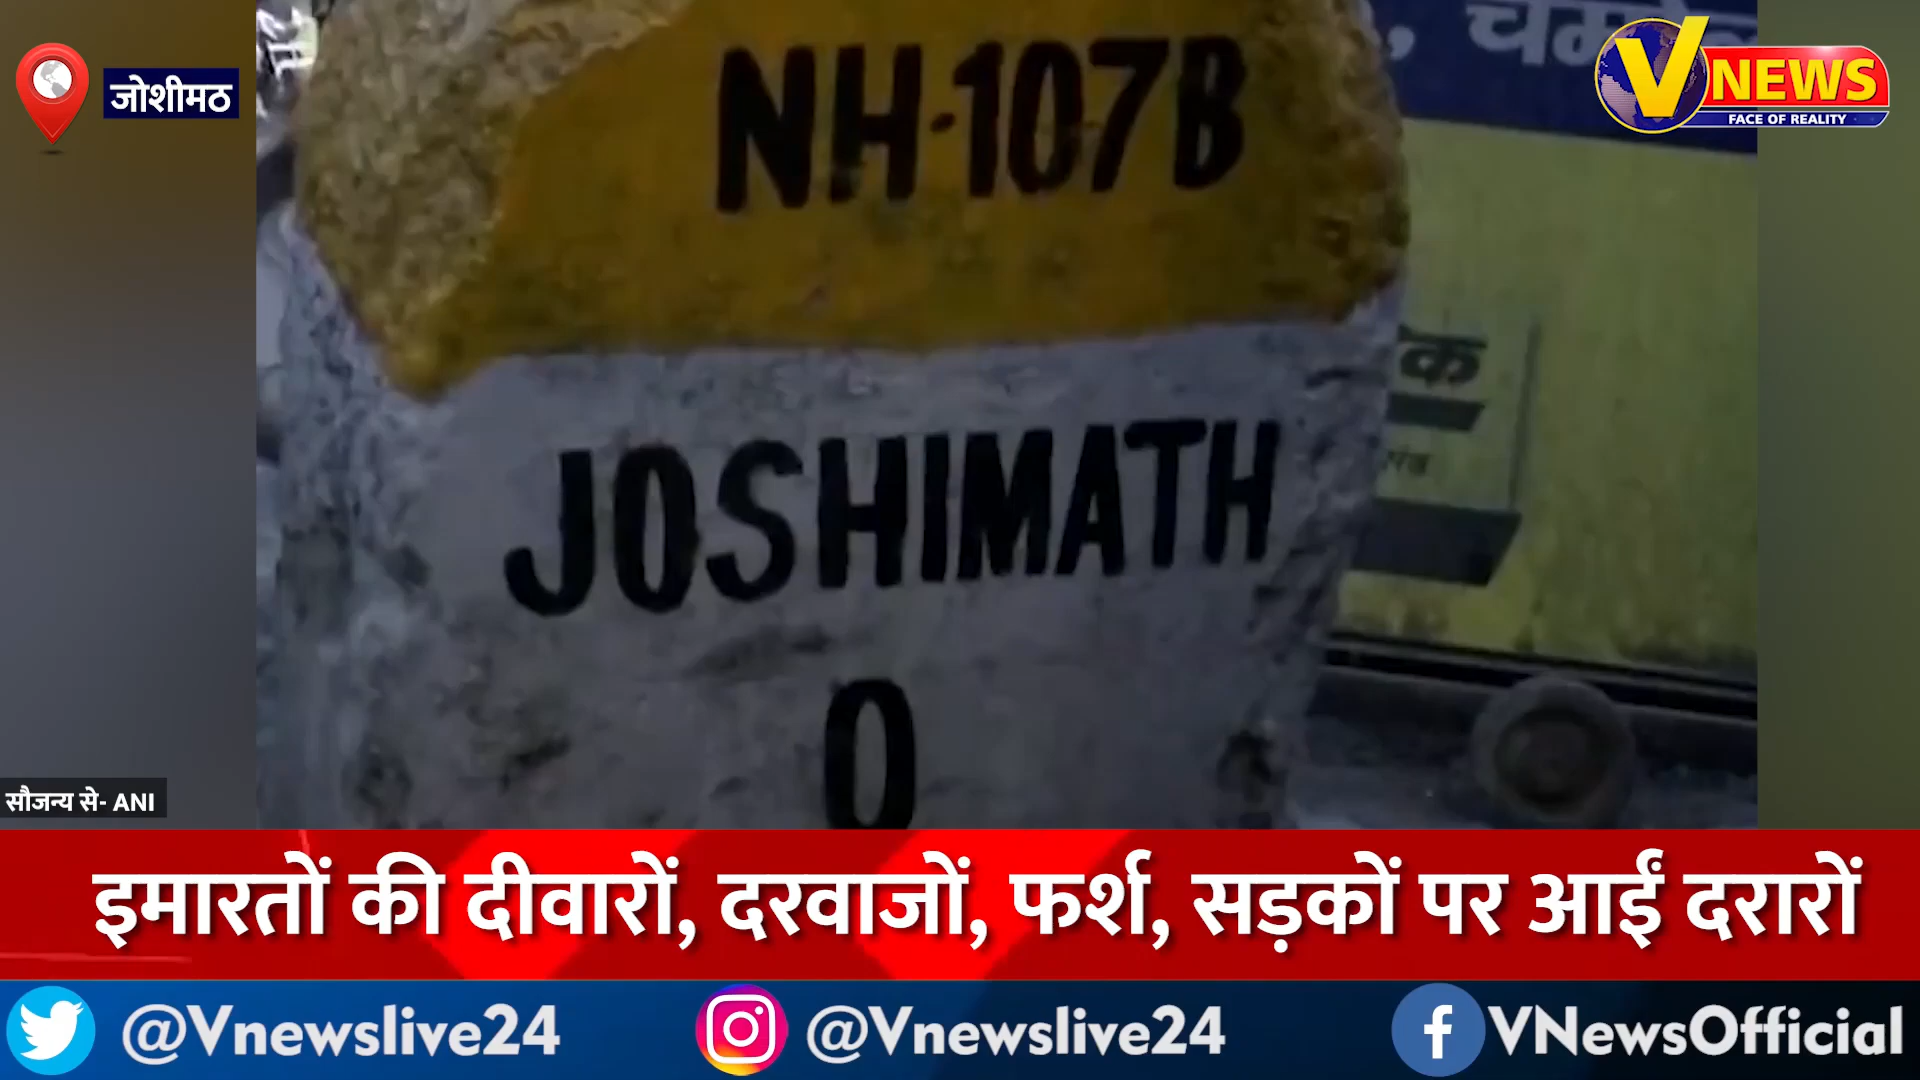 जोशीमठ
V NEWS
FACE OF REALITY
NH-107B
JOSHIMATH
0
सौजन्य से- ANI
इमारतों की दीवारों, दरवाजों, फर्श, सड़कों पर आईं दरारों
@Vnewslive24
@Vnewslive24
VNewsOfficial